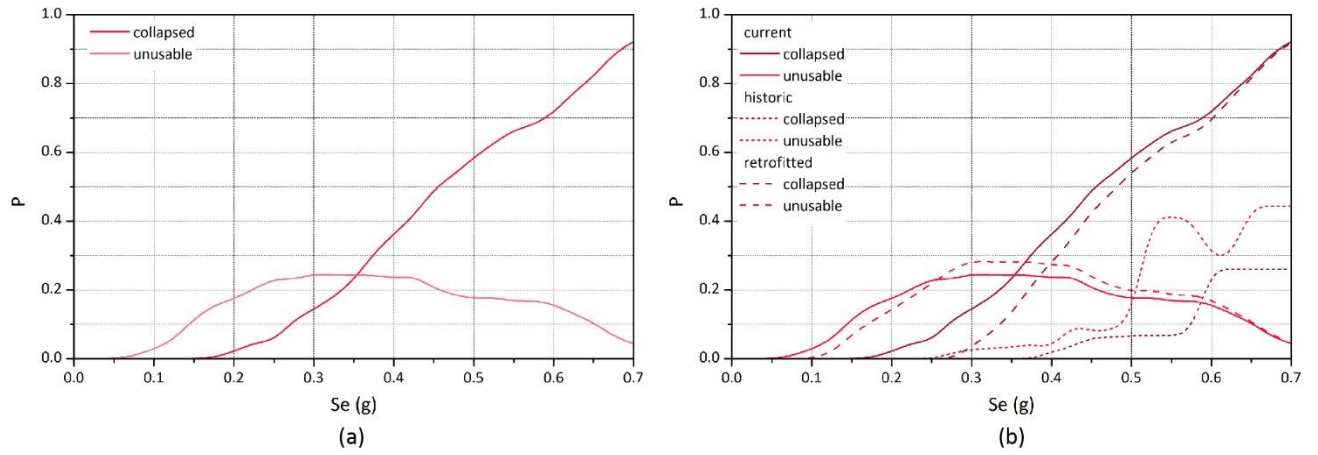 collapsed
unusable
1.0
0.8
0.6
0.4
0.2
0.0
P
0.0 0.1 0.2 0.3 0.4 0.5 0.6 0.7
Se (g)
(a)
current
collapsed
unusable
historic
collapsed
unusable
retrofitted
collapsed
unusable
1.0
0.8
0.6
0.4
0.2
0.0
P
0.0 0.1 0.2 0.3 0.4 0.5 0.6 0.7
Se (g)
(b)